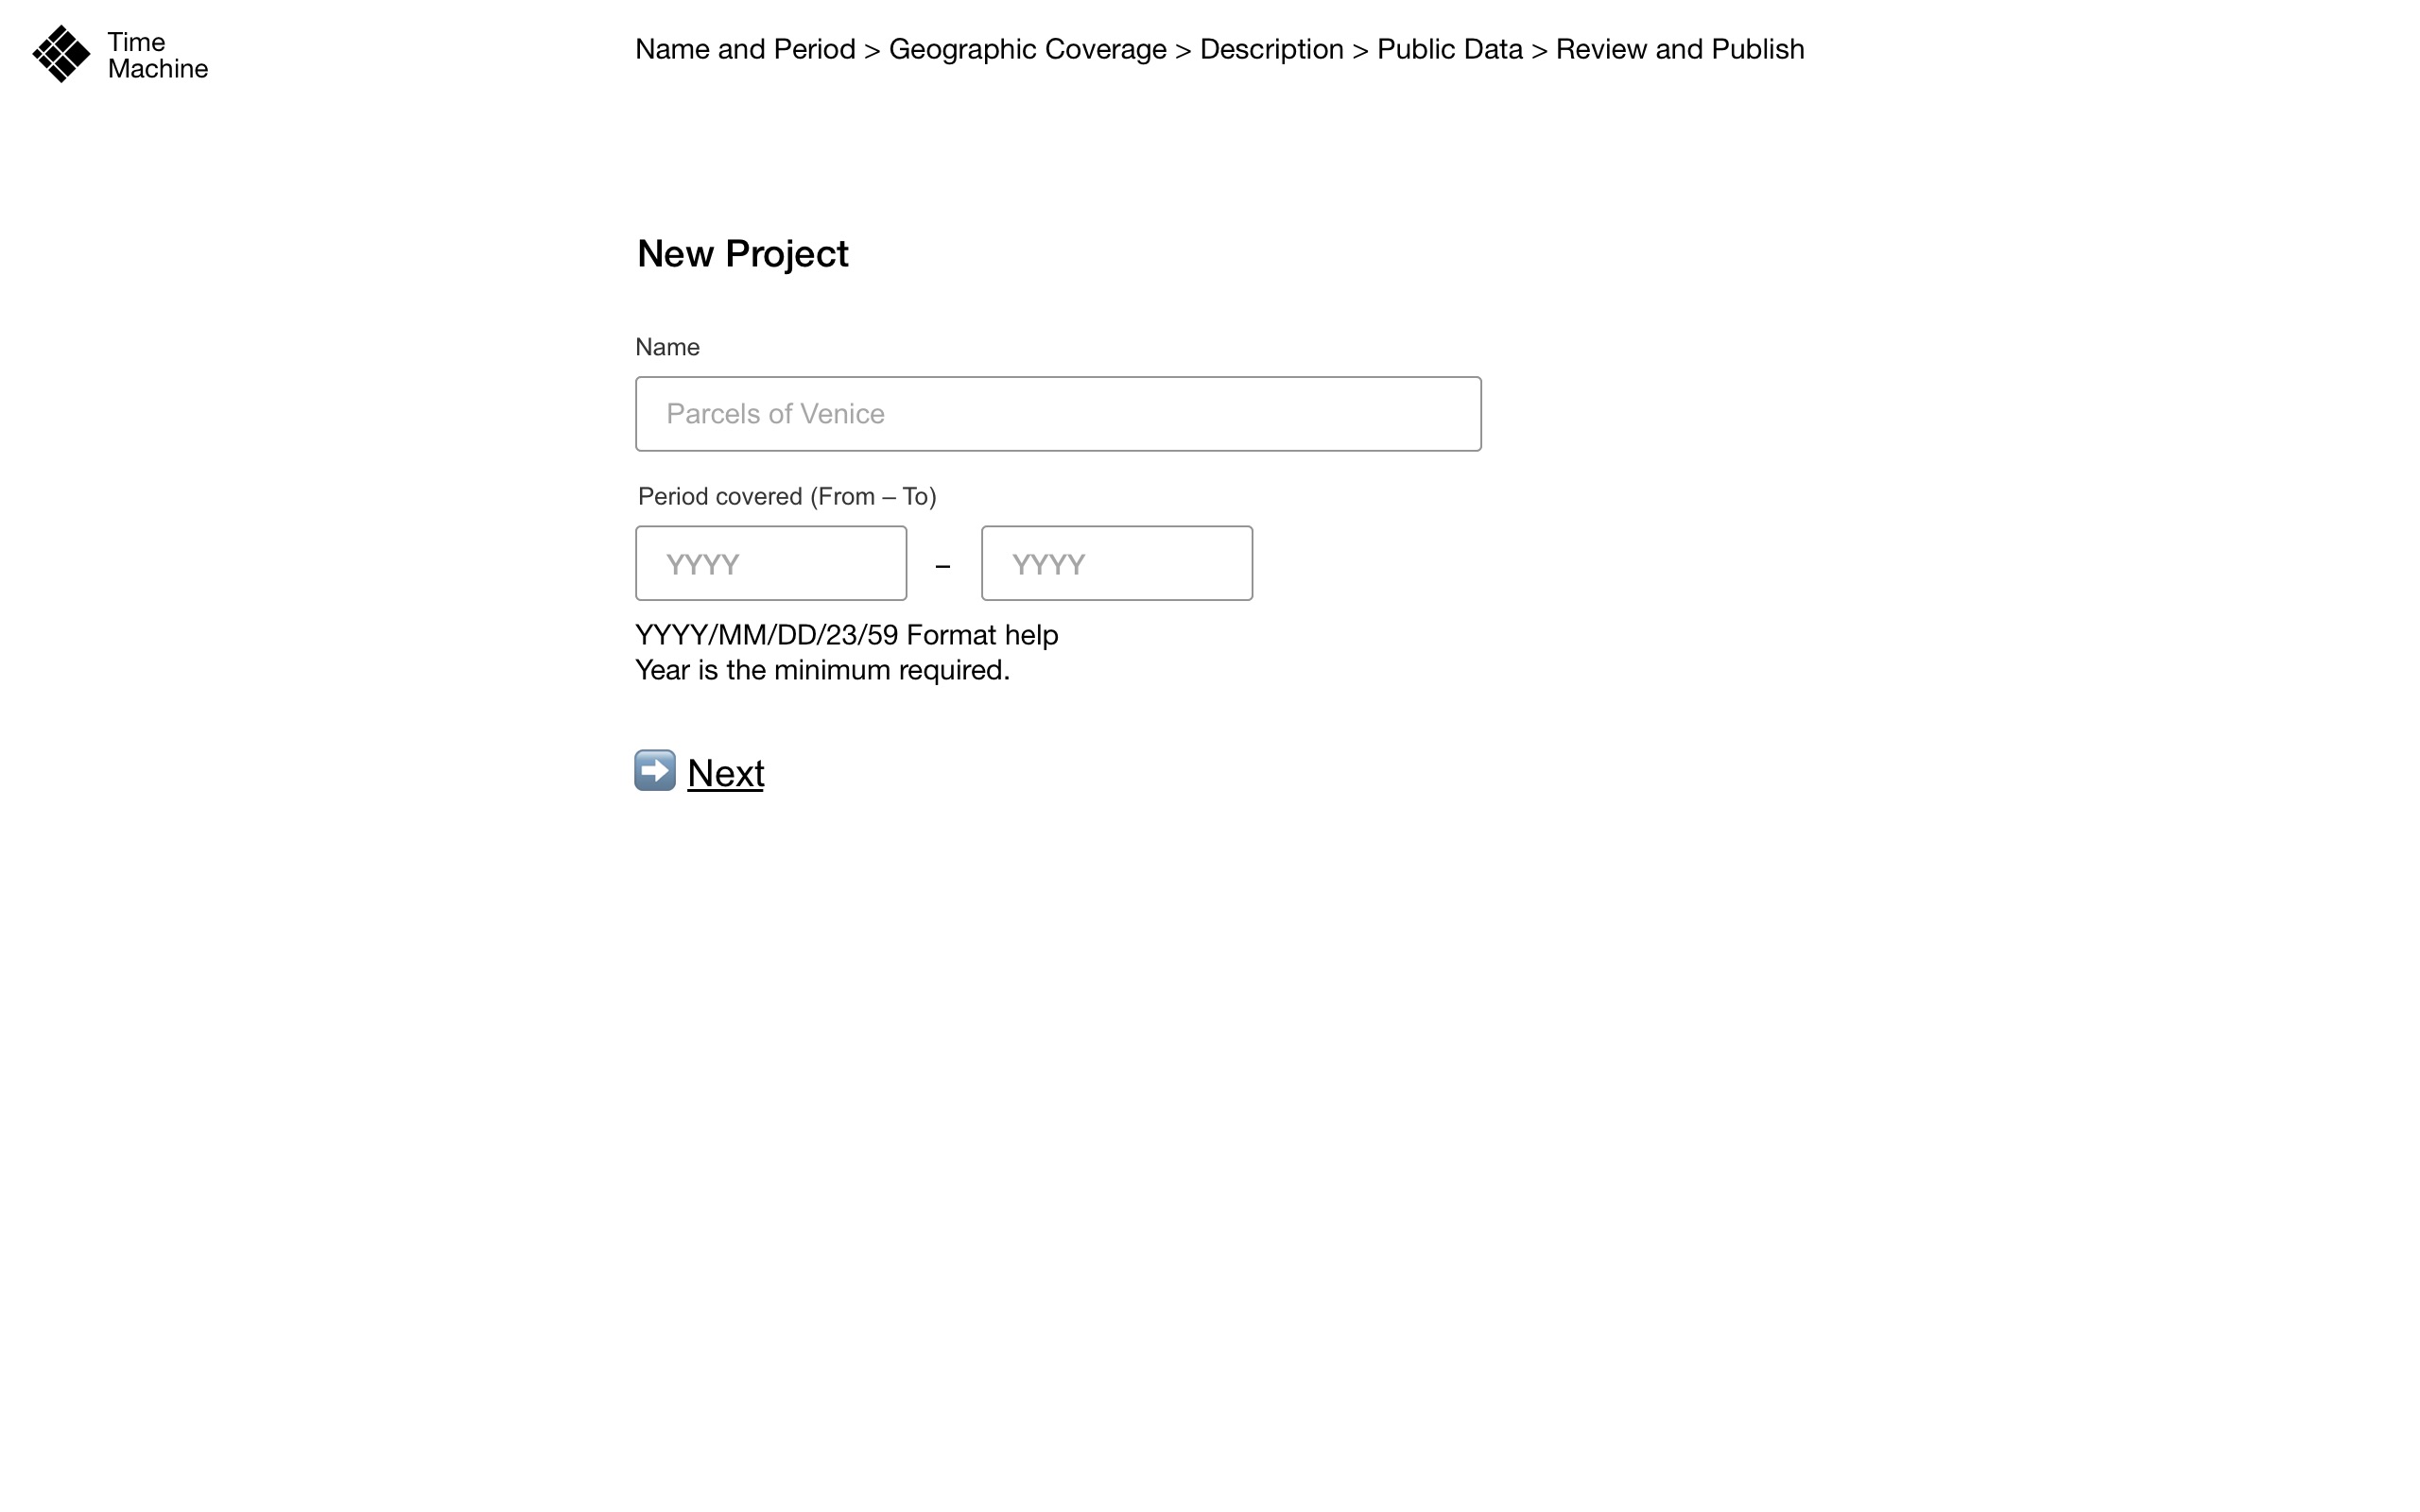 Time
Machine
Name and Period > Geographic Coverage > Description > Public Data > Review and Publish
New Project
Name
Parcels of Venice
Period covered (From – To)
YYYY – YYYY
YYYY/MM/DD/23/59 Format help
Year is the minimum required.
Next